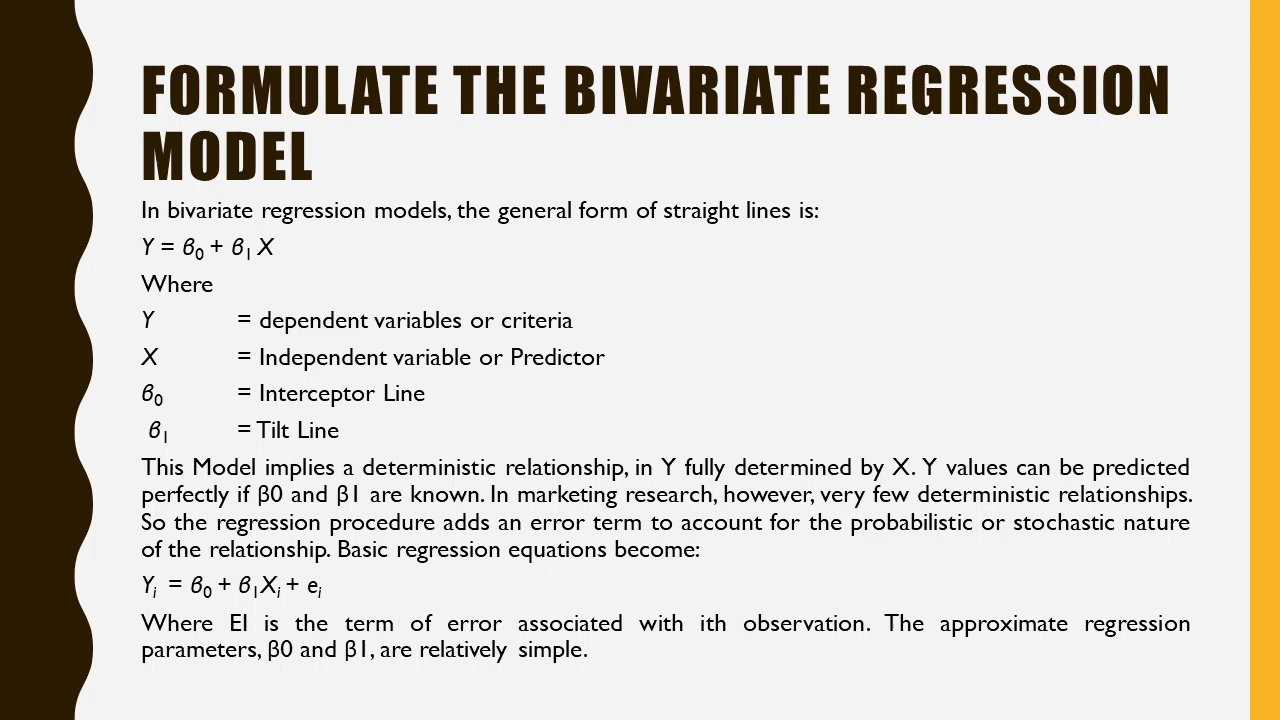 FORMULATE THE BIVARIATE REGRESSION
MODEL
In bivariate regression models, the general form of straight lines is:
Y = β₀ + β₁ X
Where
Y = dependent variables or criteria
X = Independent variable or Predictor
β₀ = Interceptor Line
β₁ = Tilt Line
This Model implies a deterministic relationship, in Y fully determined by X. Y values can be predicted
perfectly if β0 and β1 are known. In marketing research, however, very few deterministic relationships.
So the regression procedure adds an error term to account for the probabilistic or stochastic nature
of the relationship. Basic regression equations become:
Yᵢ = β₀ + β₁Xᵢ + eᵢ
Where EI is the term of error associated with ith observation. The approximate regression
parameters, β0 and β1, are relatively simple.